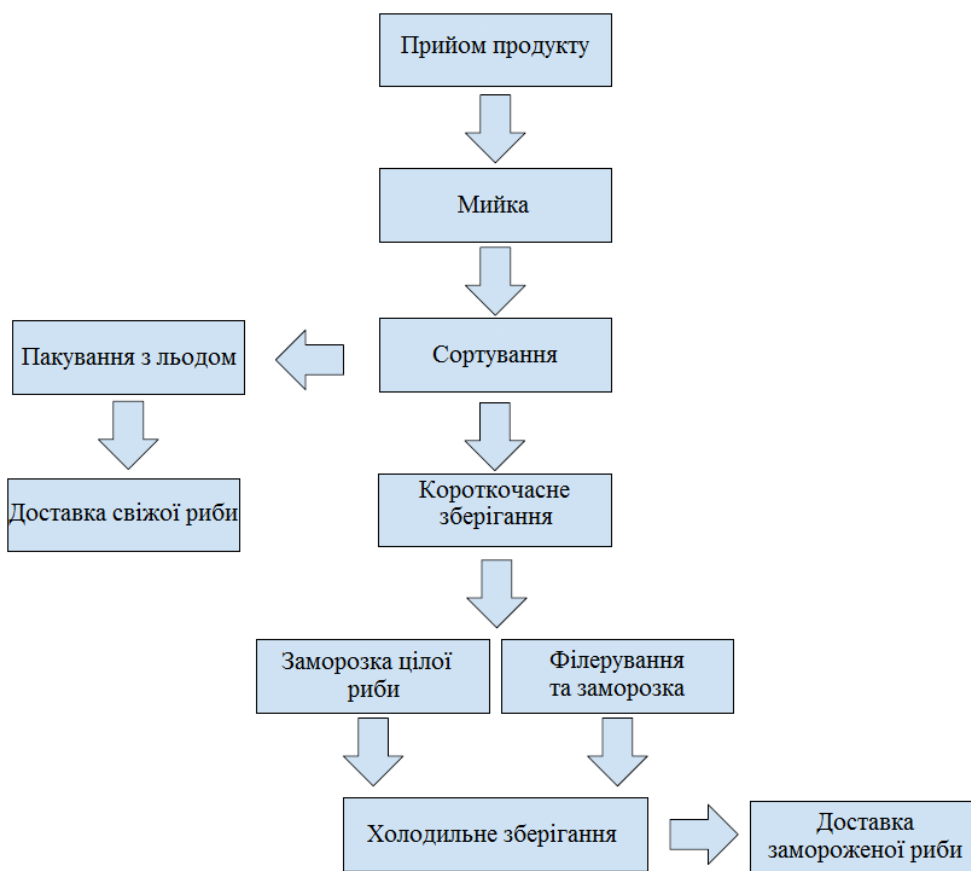 Прийом продукту
Мийка
Сортування
Пакування з льодом
Доставка свіжої риби
Короткочасне
зберігання
Заморозка цілої
риби
Філерування
та заморозка
Холодильне зберігання
Доставка
замороженої риби